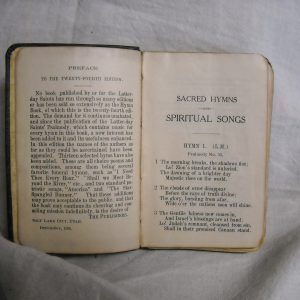 PREFACE
TO THE TWENTY-FOURTH EDITION.
No book published by or for the Latter-
day Saints has run through so many editions
or has been sold so extensively as the Hymn
Book, of which this is the twenty-fourth edi-
tion. The demand for it continues unabated,
and since the publication of the Latter-day
Saints' Psalmody, which contains music for
every hymn in this book, a new interest has
been added to it and its usefulness enhanced.
In this edition the names of the authors as
far as they could be ascertained have been
appended. Thirteen selected hymns have also
been added. These are all choice poems and
compositions, among them being several
favorite funeral hymns, such as "I Need
Thee Every Hour," "Shall we Meet Be-
yond the River," etc., and two standard pa-
triotic songs, "America" and "The Star
Spangled Banner." That these additions
may prove acceptable to the public, and that
the book may continue its cheering and com-
forting mission indefinitely, is the desire of
THE PUBLISHERS.
SALT LAKE CITY, UTAH,
December,
SACRED HYMNS
AND
SPIRITUAL SONGS
HYMN 1. (L.M.)
Psalmody No.
1 The morning breaks, the shadows flee;
Lo! Zion's standard is unfurled!
The dawning of a brighter day
Majestic rises on the world.
2 The clouds of error disappear
Before the rays of truth divine;
The glory, bursting from afar,
Wide o'er the nations soon will shine.
3 The Gentile fulness now comes in,
And Israel's blessings are at hand;
Lo! Judah's remnant, cleansed from sin,
Shall in their promised Canaan stand.